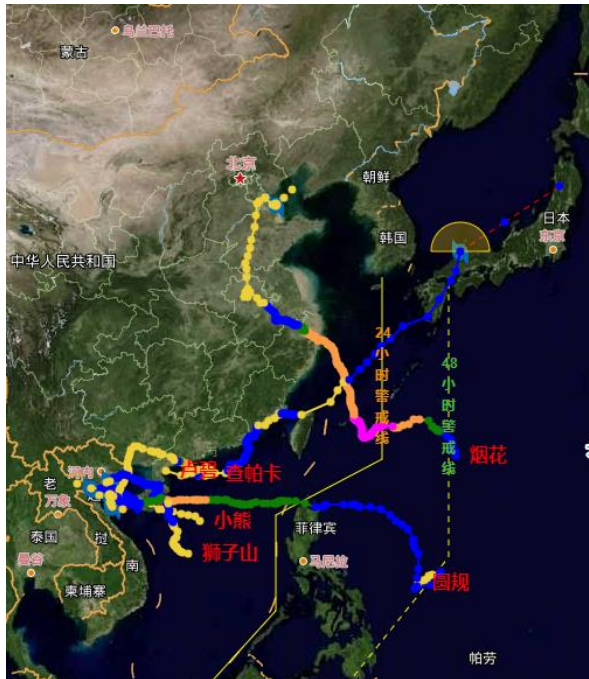 乌兰巴托
蒙古
北京
朝鲜
日本
东京
韩国
中华人民共和国
24小时警戒线
48小时警戒线
烟花
卢碧
查帕卡
河内
老
越
万象
小熊
菲律宾
泰国
挝
狮子山
马尼拉
曼谷
南
圆规
柬埔寨
帕劳